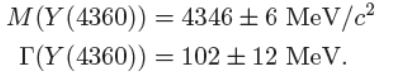 M(Y(4360)) = 4346 ± 6 MeV/c²
Γ(Y(4360)) = 102 ± 12 MeV.